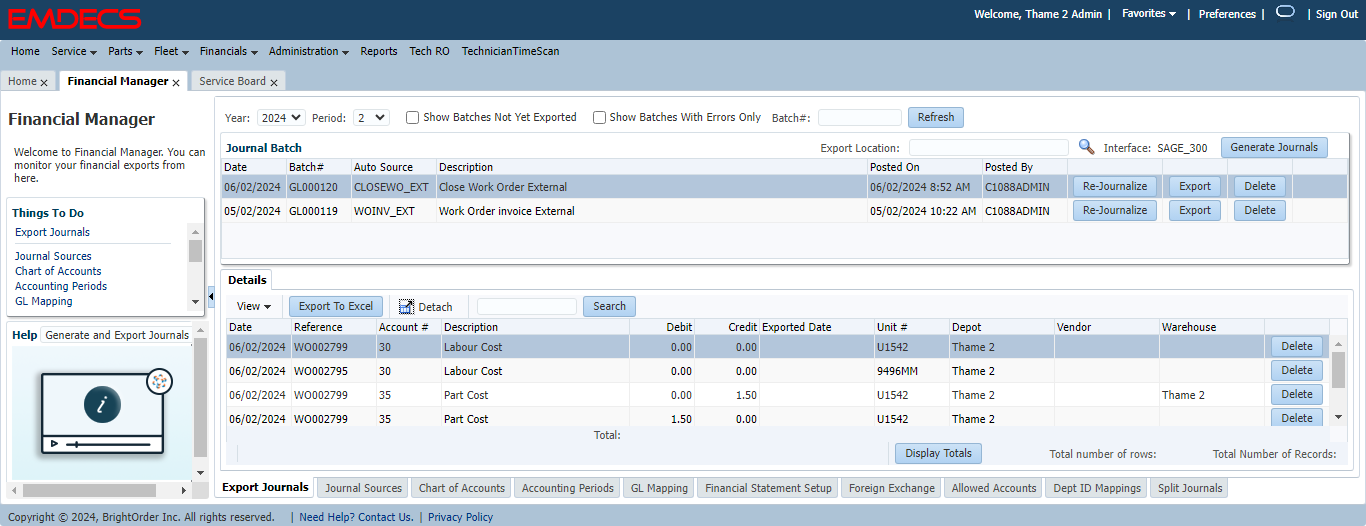 EMDECS
Welcome, Thame 2 Admin | Favorites | Preferences | | Sign Out
Home Service Parts Fleet Financials Administration Reports Tech RO TechnicianTimeScan
Home x Financial Manager x Service Board x
Financial Manager
Welcome to Financial Manager. You can
monitor your financial exports from
here.
Things To Do
Export Journals
Journal Sources
Chart of Accounts
Accounting Periods
GL Mapping
Help Generate and Export Journals
i
Year: 2024 Period: 2 Show Batches Not Yet Exported Show Batches With Errors Only Batch#: Refresh
Journal Batch Export Location: Interface: SAGE_300 Generate Journals
Date Batch# Auto Source Description Posted On Posted By
06/02/2024 GL000120 CLOSEWO_EXT Close Work Order External 06/02/2024 8:52 AM C1088ADMIN Re-Journalize Export Delete
05/02/2024 GL000119 WOINV_EXT Work Order invoice External 05/02/2024 10:22 AM C1088ADMIN Re-Journalize Export Delete
Details
View Export To Excel Detach Search
Date Reference Account # Description Debit Credit Exported Date Unit # Depot Vendor Warehouse
06/02/2024 WO002799 30 Labour Cost 0.00 0.00 U1542 Thame 2 Delete
06/02/2024 WO002795 30 Labour Cost 0.00 0.00 9496MM Thame 2 Delete
06/02/2024 WO002799 35 Part Cost 0.00 1.50 U1542 Thame 2 Thame 2 Delete
06/02/2024 WO002799 35 Part Cost 1.50 0.00 U1542 Thame 2 Delete
Total:
Display Totals Total number of rows: Total Number of Records:
Export Journals Journal Sources Chart of Accounts Accounting Periods GL Mapping Financial Statement Setup Foreign Exchange Allowed Accounts Dept ID Mappings Split Journals
Copyright © 2024, BrightOrder Inc. All rights reserved. | Need Help? Contact Us. | Privacy Policy